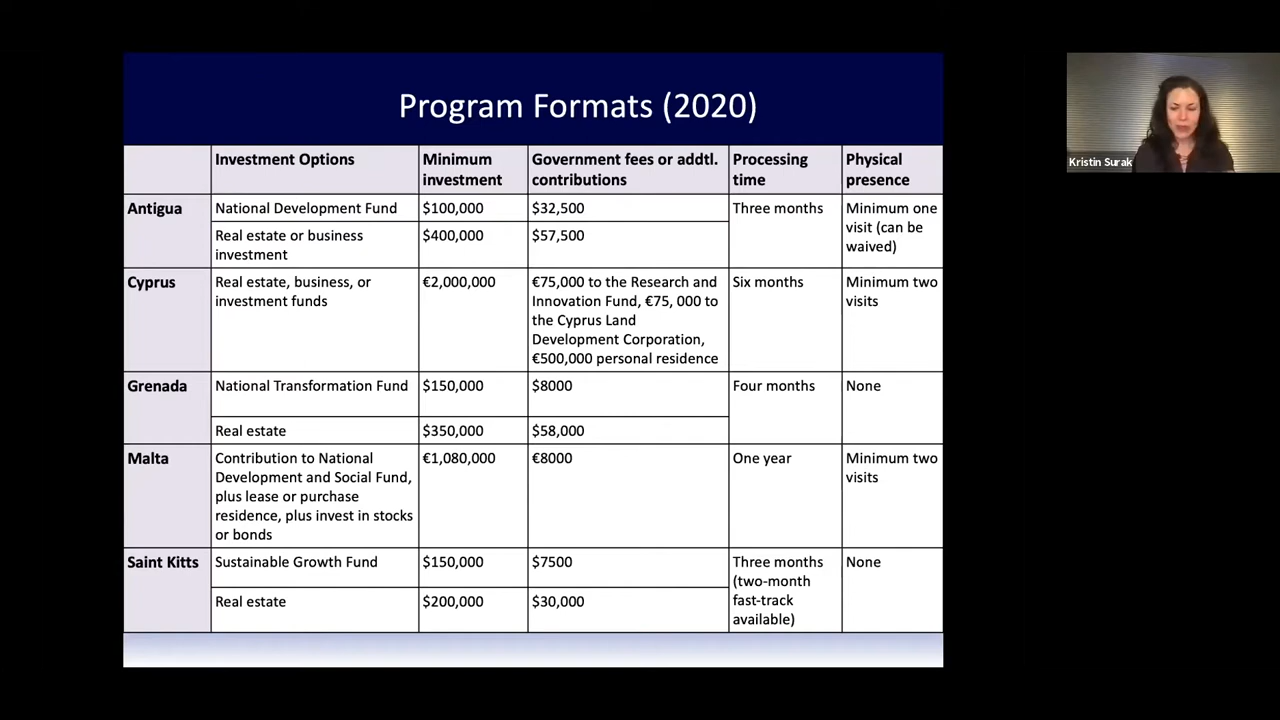 Program Formats (2020)
Investment Options
Minimum
investment
Government fees or addtl.
contributions
Processing
time
Physical
presence
Antigua
National Development Fund
$100,000
$32,500
Three months
Minimum one
visit (can be
waived)
Real estate or business
investment
$400,000
$57,500
Cyprus
Real estate, business, or
investment funds
€2,000,000
€75,000 to the Research and
Innovation Fund, €75, 000 to
the Cyprus Land
Development Corporation,
€500,000 personal residence
Six months
Minimum two
visits
Grenada
National Transformation Fund
$150,000
$8000
Four months
None
Real estate
$350,000
$58,000
Malta
Contribution to National
Development and Social Fund,
plus lease or purchase
residence, plus invest in stocks
or bonds
€1,080,000
€8000
One year
Minimum two
visits
Saint Kitts
Sustainable Growth Fund
$150,000
$7500
Three months
(two-month
fast-track
available)
None
Real estate
$200,000
$30,000
Kristin Surak